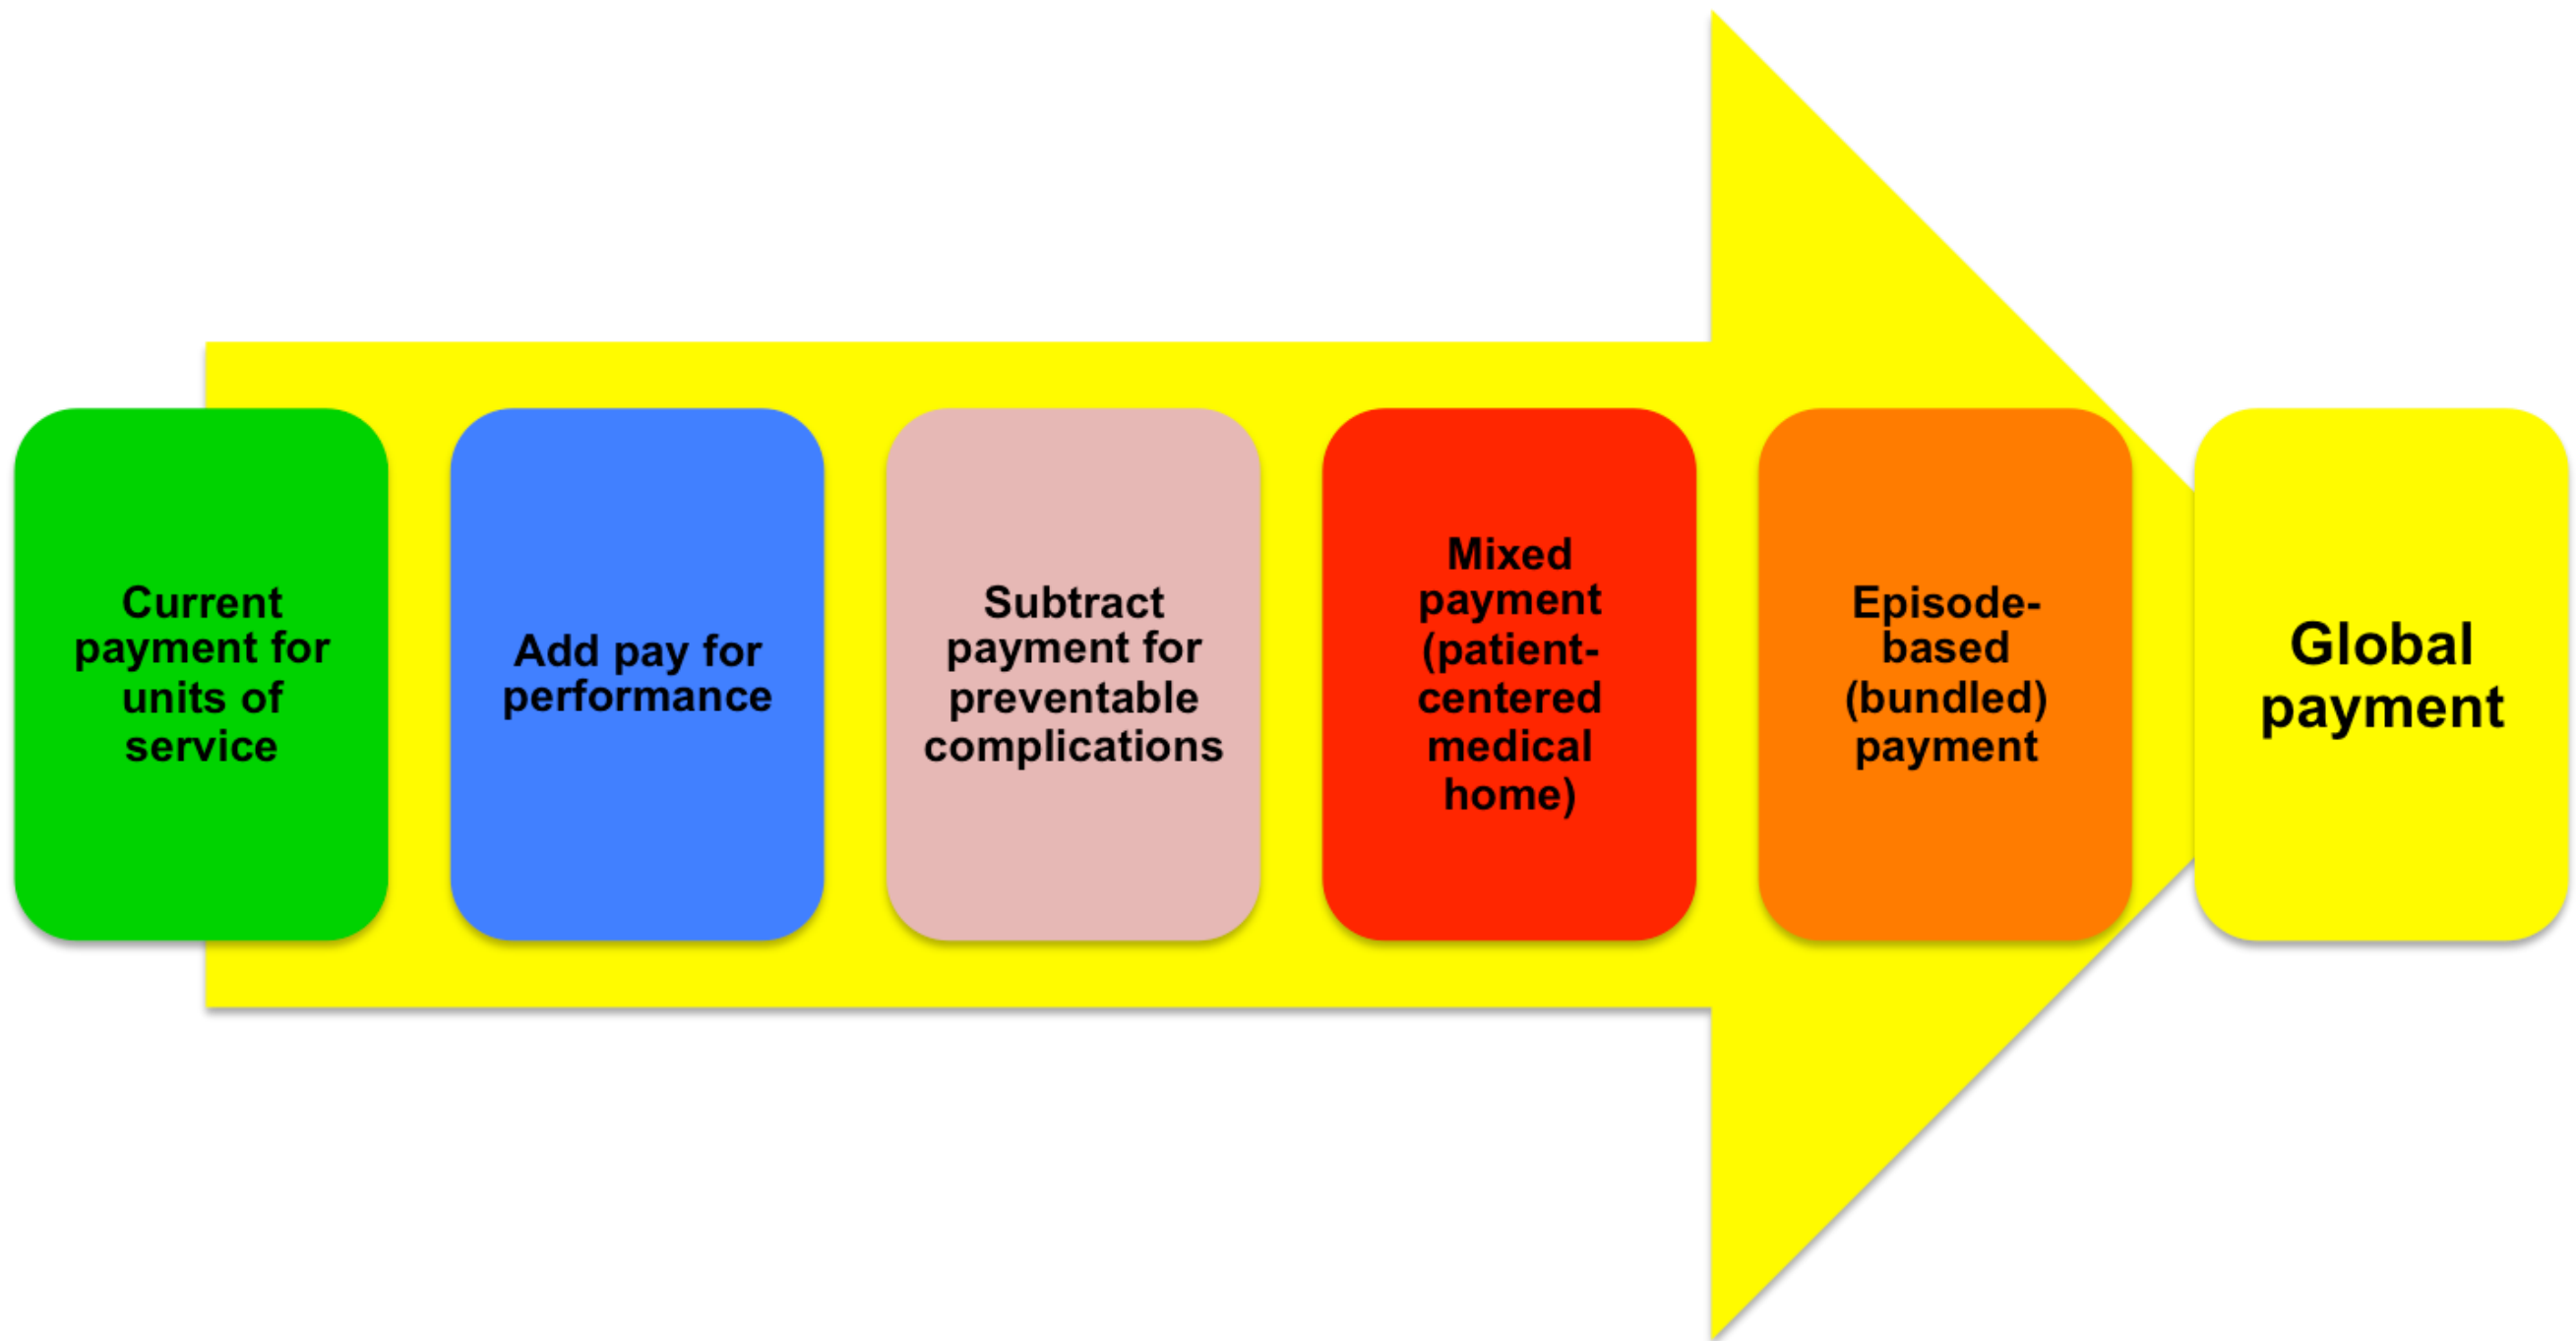 Current
payment for
units of
service
Add pay for
performance
Subtract
payment for
preventable
complications
Mixed
payment
(patient-
centered
medical
home)
Episode-
based
(bundled)
payment
Global
payment